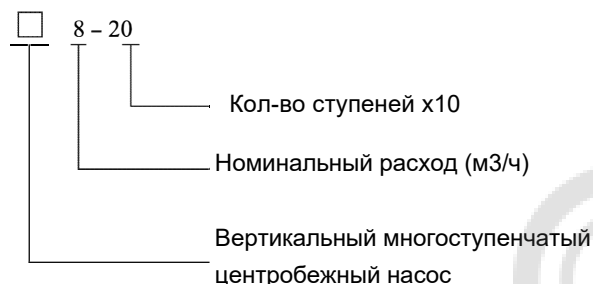 8 – 20
Кол-во ступеней х10
Номинальный расход (м3/ч)
Вертикальный многоступенчатый
центробежный насос